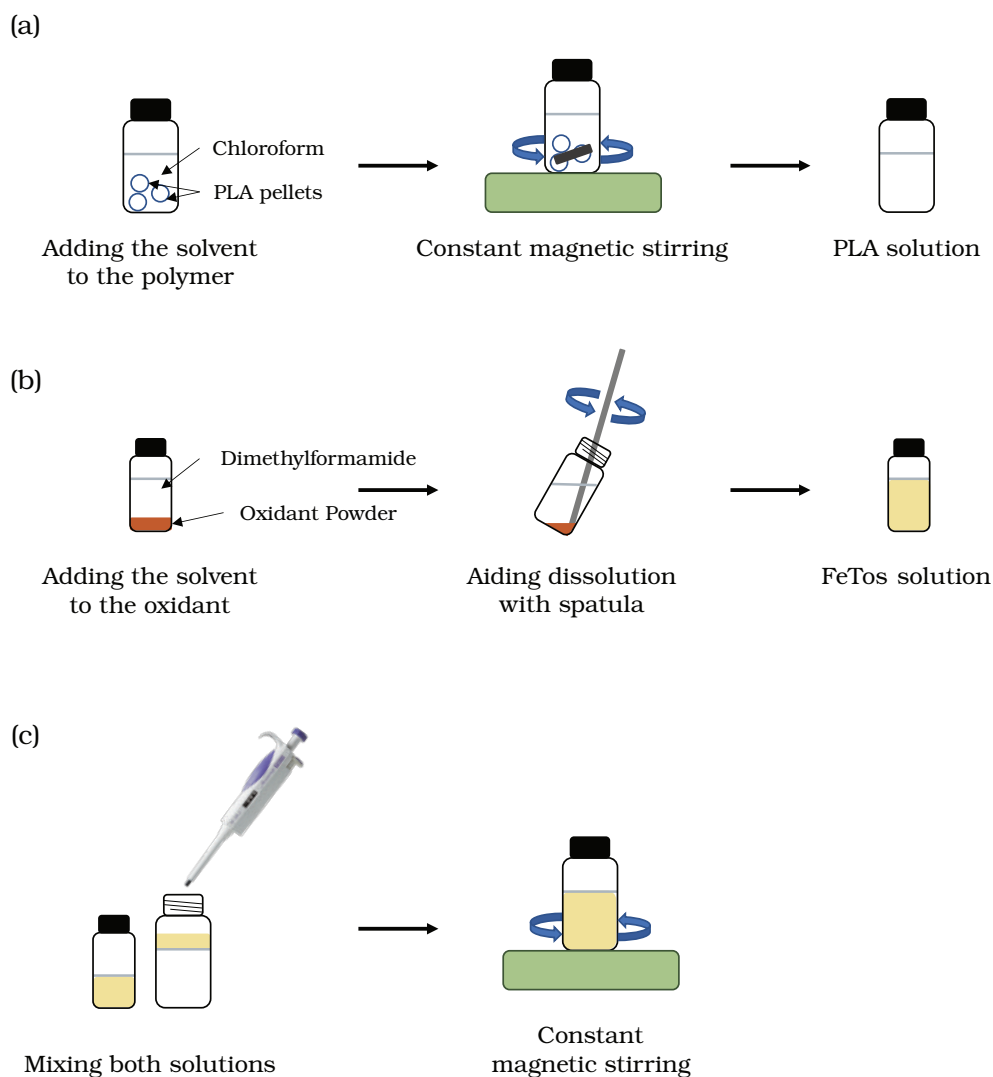 (a)
Chloroform
PLA pellets
Adding the solvent
to the polymer
Constant magnetic stirring
PLA solution
(b)
Dimethylformamide
Oxidant Powder
Adding the solvent
to the oxidant
Aiding dissolution
with spatula
FeTos solution
(c)
Mixing both solutions
Constant
magnetic stirring